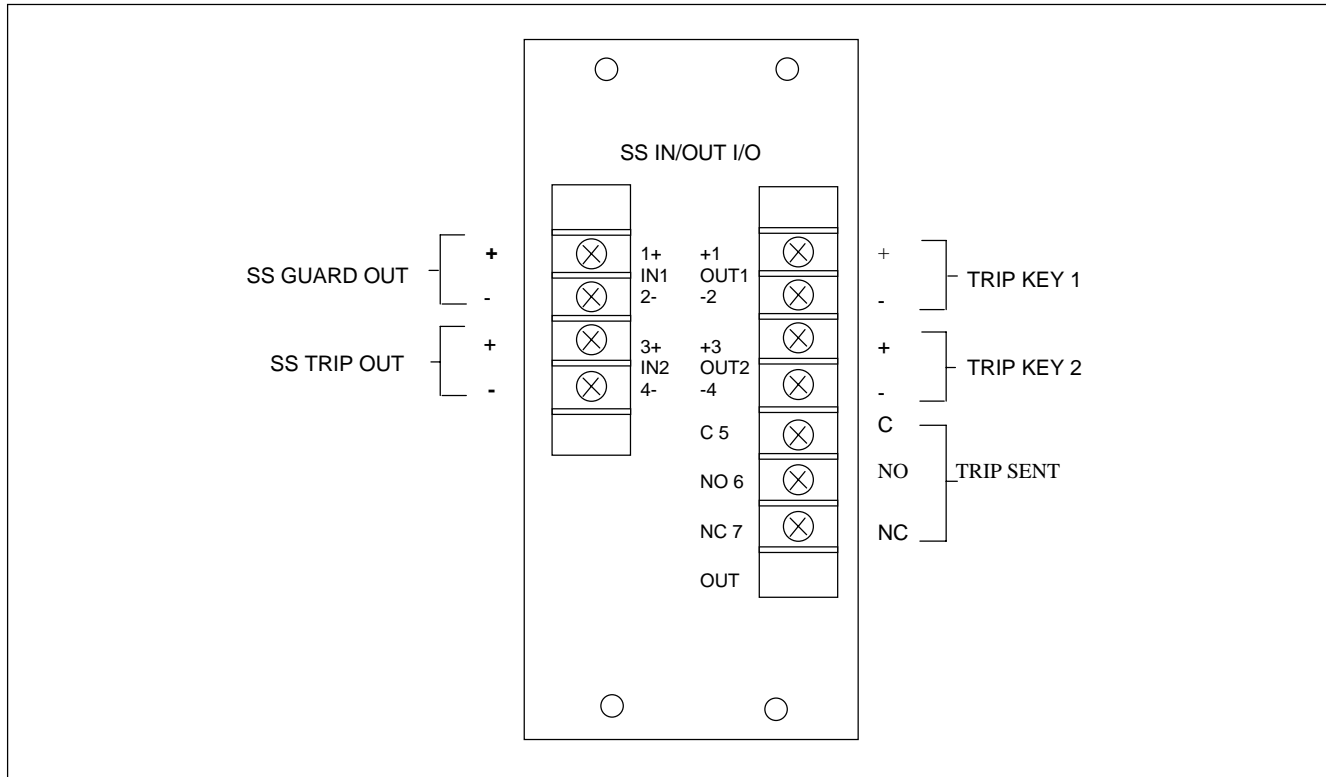 SS IN/OUT I/O
SS GUARD OUT
+
-
SS TRIP OUT
+
-
1+
IN1
2-
3+
IN2
4-
+1
OUT1
-2
+3
OUT2
-4
C 5
NO 6
NC 7
OUT
+
-
TRIP KEY 1
+
-
TRIP KEY 2
C
NO
NC
TRIP SENT